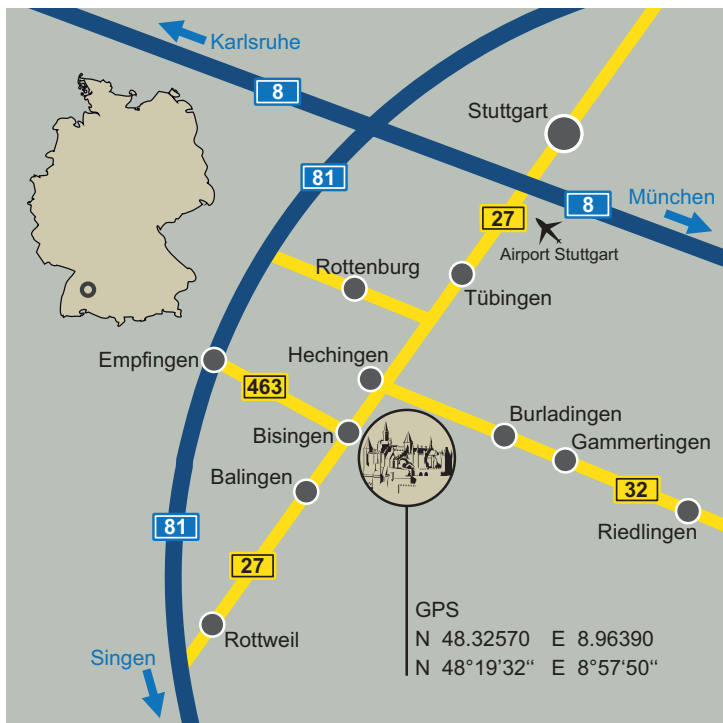 Karlsruhe
8
Stuttgart
81
München
8
27
Airport Stuttgart
Rottenburg
Tübingen
Empfingen
Hechingen
463
Burladingen
Bisingen
Gammertingen
Balingen
32
81
Riedlingen
27
GPS
Rottweil
N 48.32570 E 8.96390
Singen
N 48°19'32“ E 8°57‘50“